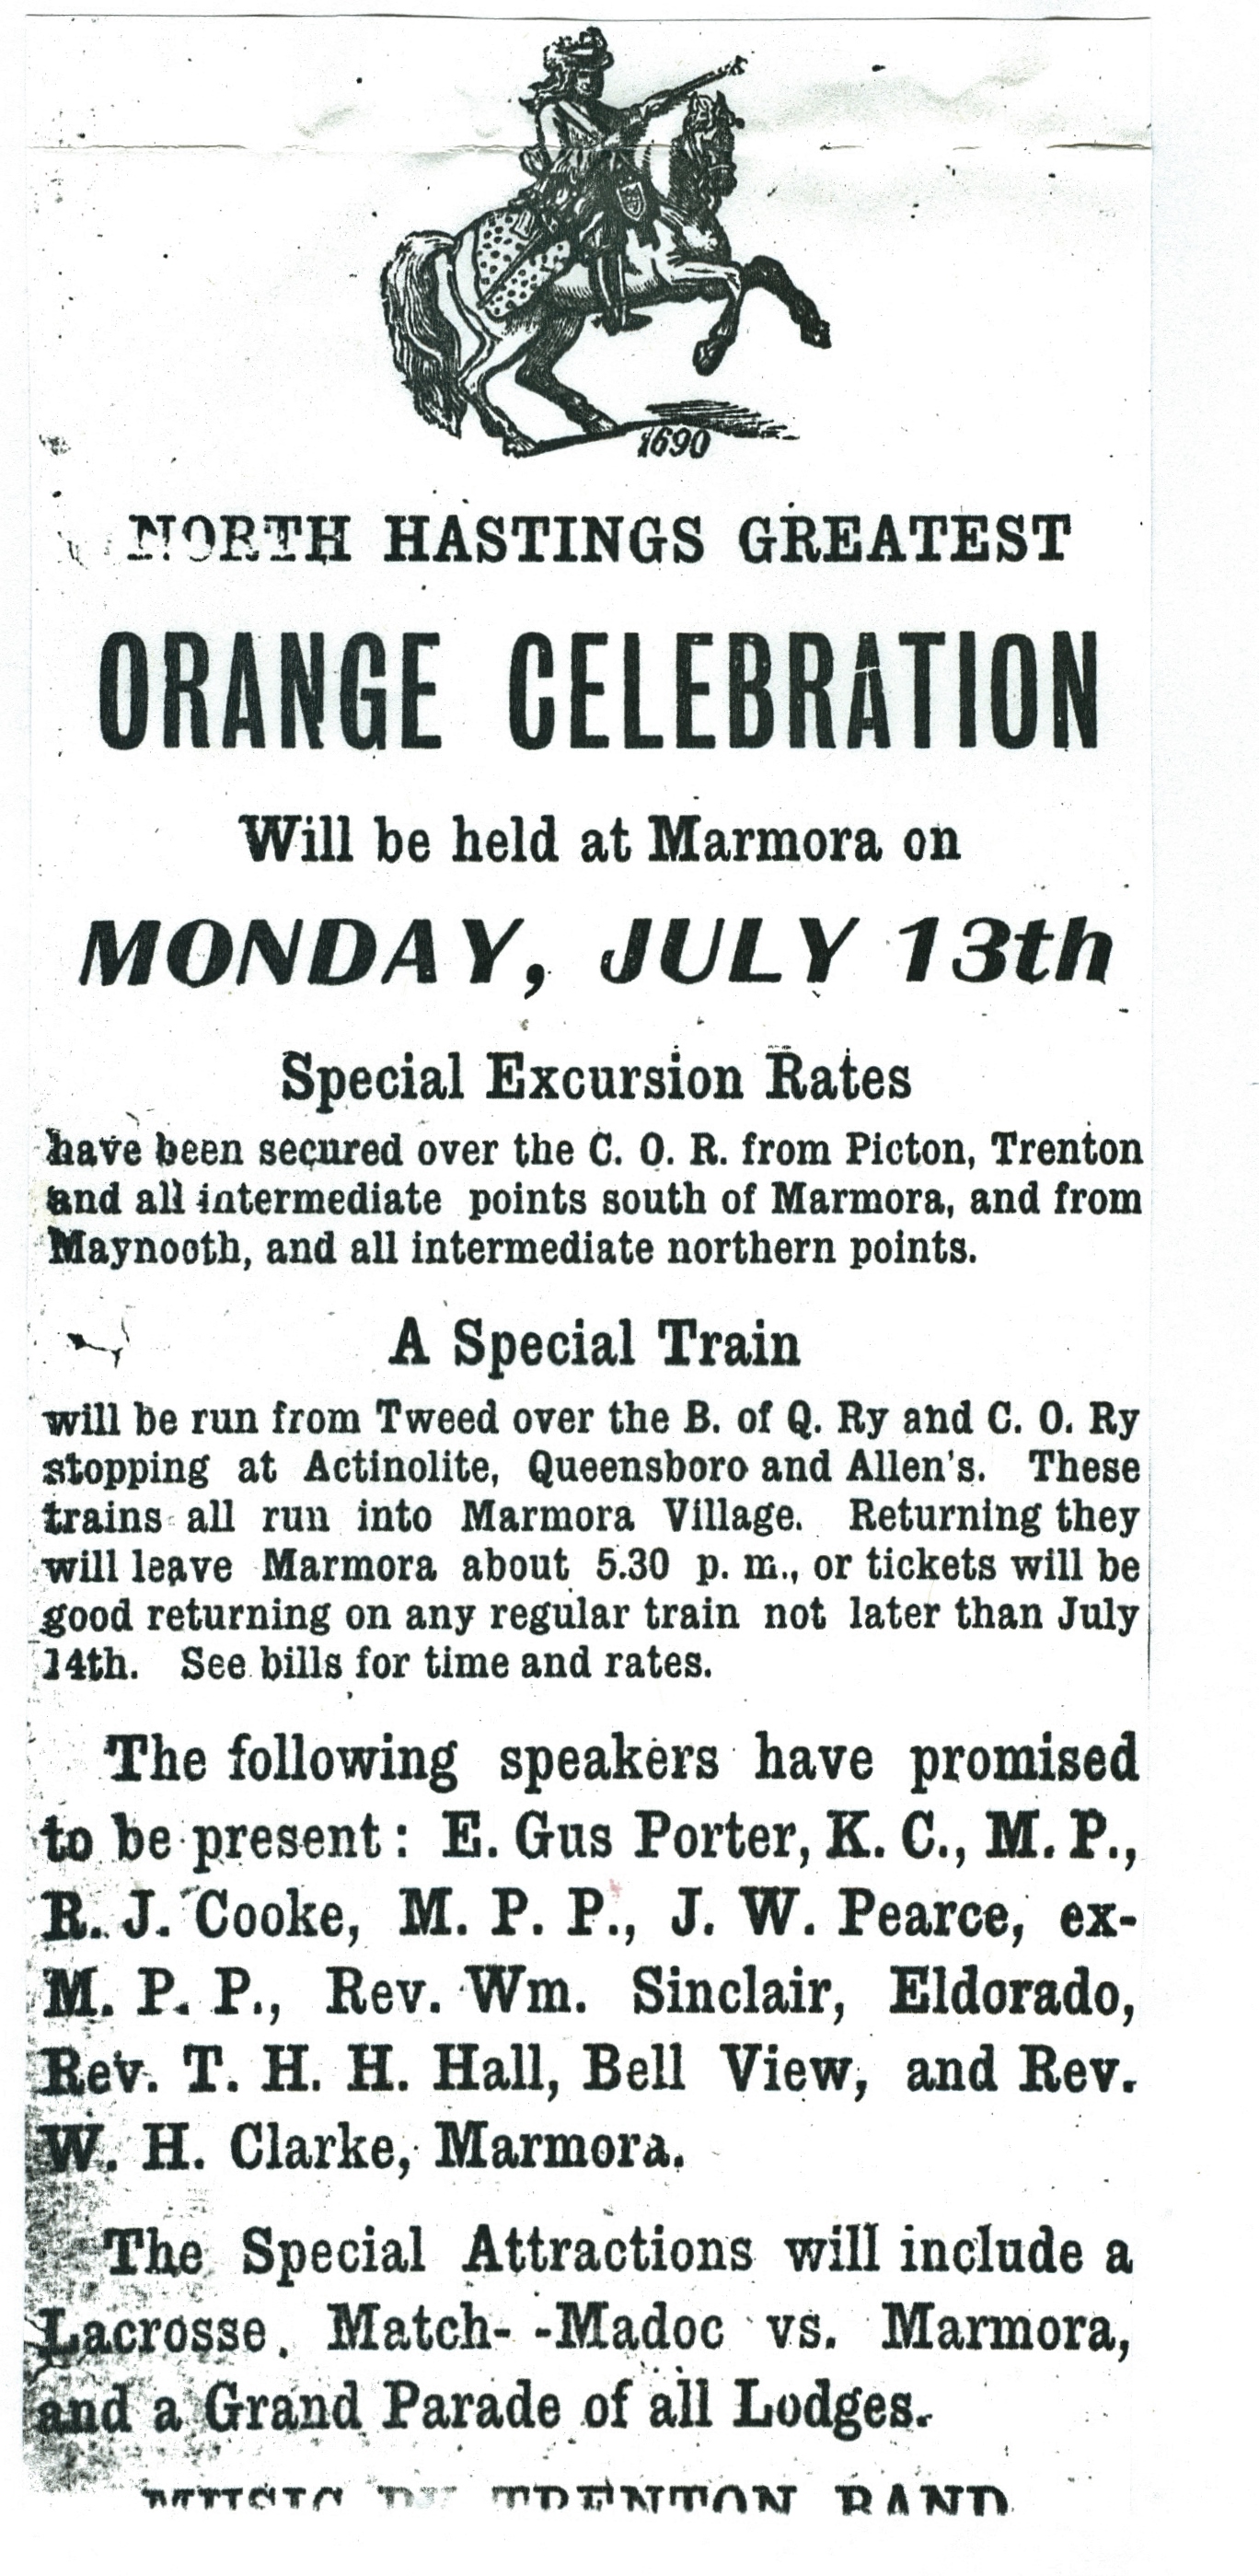 1690
NORTH HASTINGS GREATEST
ORANGE CELEBRATION
Will be held at Marmora on
MONDAY, JULY 13th
Special Excursion Rates
have been secured over the C. O. R. from Picton, Trenton
and all intermediate points south of Marmora, and from
Maynooth, and all intermediate northern points.
A Special Train
will be run from Tweed over the B. of Q. Ry and C. O. Ry
stopping at Actinolite, Queensboro and Allen's. These
trains all run into Marmora Village. Returning they
will leave Marmora about 5.30 p. m., or tickets will be
good returning on any regular train not later than July
14th. See bills for time and rates.
The following speakers have promised
to be present: E. Gus Porter, K. C., M. P.,
R. J. Cooke, M. P. P., J. W. Pearce, ex-
M. P. P., Rev. Wm. Sinclair, Eldorado,
Rev. T. H. H. Hall, Bell View, and Rev.
W. H. Clarke, Marmora.
The Special Attractions will include a
Lacrosse. Match- -Madoc vs. Marmora,
and a Grand Parade of all Lodges.
MUSIC BY TRENTON BAND